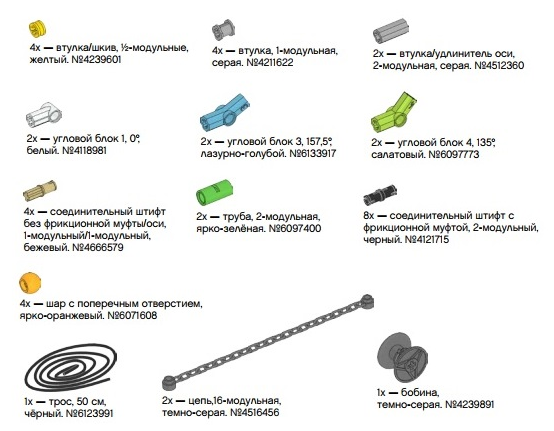 4x — втулка/шкив, ½-модульные,
жёлтый. №4239601
4x — втулка, 1-модульная,
серая. №4211622
2x — втулка/удлинитель оси,
2-модульная, серая. №4512360
2x — угловой блок 1, 0°,
белый. №4118981
2x — угловой блок 3, 157,5°,
лазурно-голубой. №6133917
2x — угловой блок 4, 135°,
салатовый. №6097773
4x — соединительный штифт
без фрикционной муфты/оси,
1-модульный/1-модульный,
бежевый. №4666579
2x — труба, 2-модульная,
ярко-зелёная. №6097400
8x — соединительный штифт с
фрикционной муфтой, 2-модульный,
черный. №4121715
4x — шар с поперечным отверстием,
ярко-оранжевый. №6071608
1x — трос, 50 см,
чёрный. №6123991
2x — цепь,16-модульная,
темно-серая. №4516456
1x — бобина,
темно-серая. №4239891